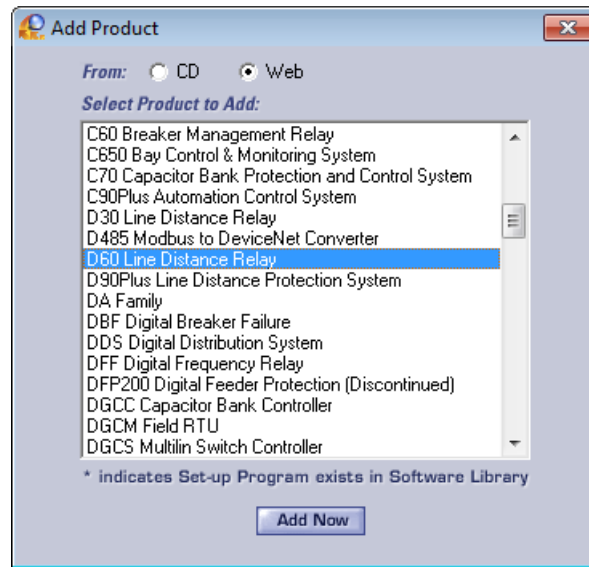 Add Product
From: CD Web
Select Product to Add:
C60 Breaker Management Relay
C650 Bay Control & Monitoring System
C70 Capacitor Bank Protection and Control System
C90Plus Automation Control System
D30 Line Distance Relay
D485 Modbus to DeviceNet Converter
D60 Line Distance Relay
D90Plus Line Distance Protection System
DA Family
DBF Digital Breaker Failure
DDS Digital Distribution System
DFF Digital Frequency Relay
DFP200 Digital Feeder Protection (Discontinued)
DGCC Capacitor Bank Controller
DGCM Field RTU
DGCS Multilin Switch Controller
* indicates Set-up Program exists in Software Library
Add Now